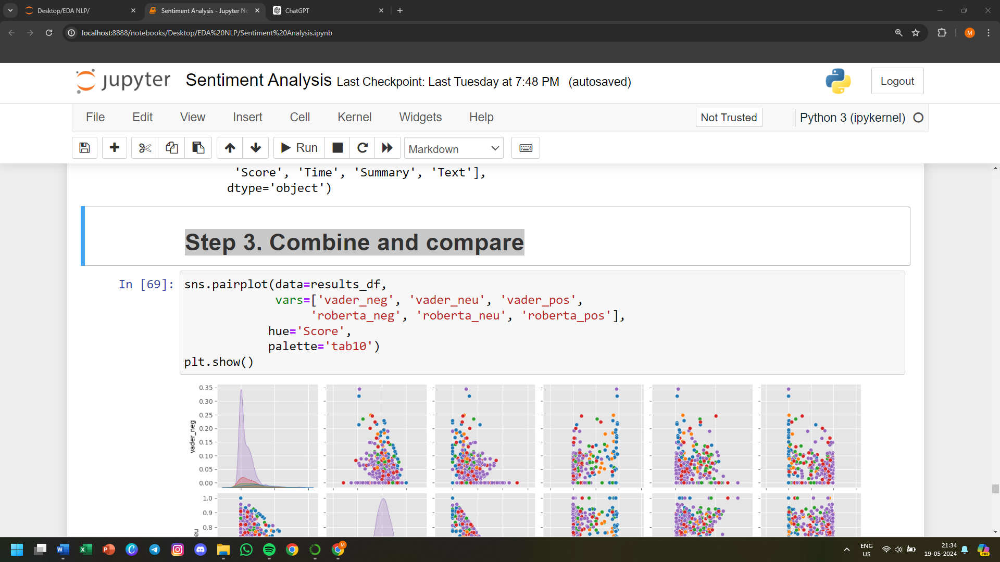 Desktop/EDA NLP/
Sentiment Analysis - Jupyter No
ChatGPT
localhost:8888/notebooks/Desktop/EDA%20NLP/Sentiment%20Analysis.ipynb
M
jupyter Sentiment Analysis Last Checkpoint: Last Tuesday at 7:48 PM (autosaved)
Logout
File Edit View Insert Cell Kernel Widgets Help
Not Trusted
Python 3 (ipykernel)
Run
Markdown
'Score', 'Time', 'Summary', 'Text'],
dtype='object')
Step 3. Combine and compare
In [69]:
sns.pairplot(data=results_df,
vars=['vader_neg', 'vader_neu', 'vader_pos',
'roberta_neg', 'roberta_neu', 'roberta_pos'],
hue='Score',
palette='tab10')
plt.show()
vader_neg
0.35
0.30
0.25
0.20
0.15
0.10
0.05
0.00
1.0
0.9
0.8
eu
W
X
P
C
M
ENG
US
21:34
19-05-2024
PRE